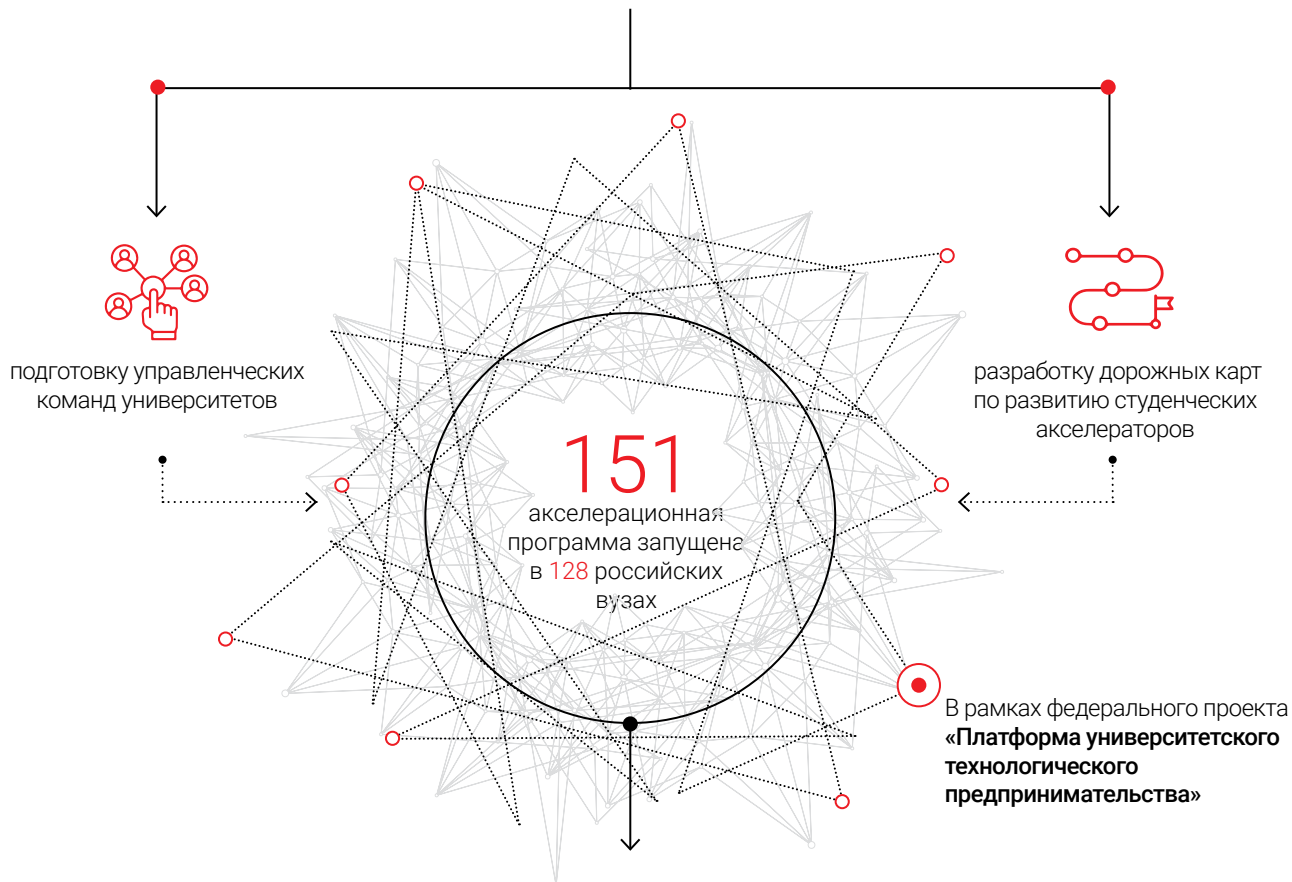 подготовку управленческих
команд университетов
разработку дорожных карт
по развитию студенческих
акселераторов
151
акселерационная
программа запущена
в 128 российских
вузах
В рамках федерального проекта
«Платформа университетского
технологического
предпринимательства»